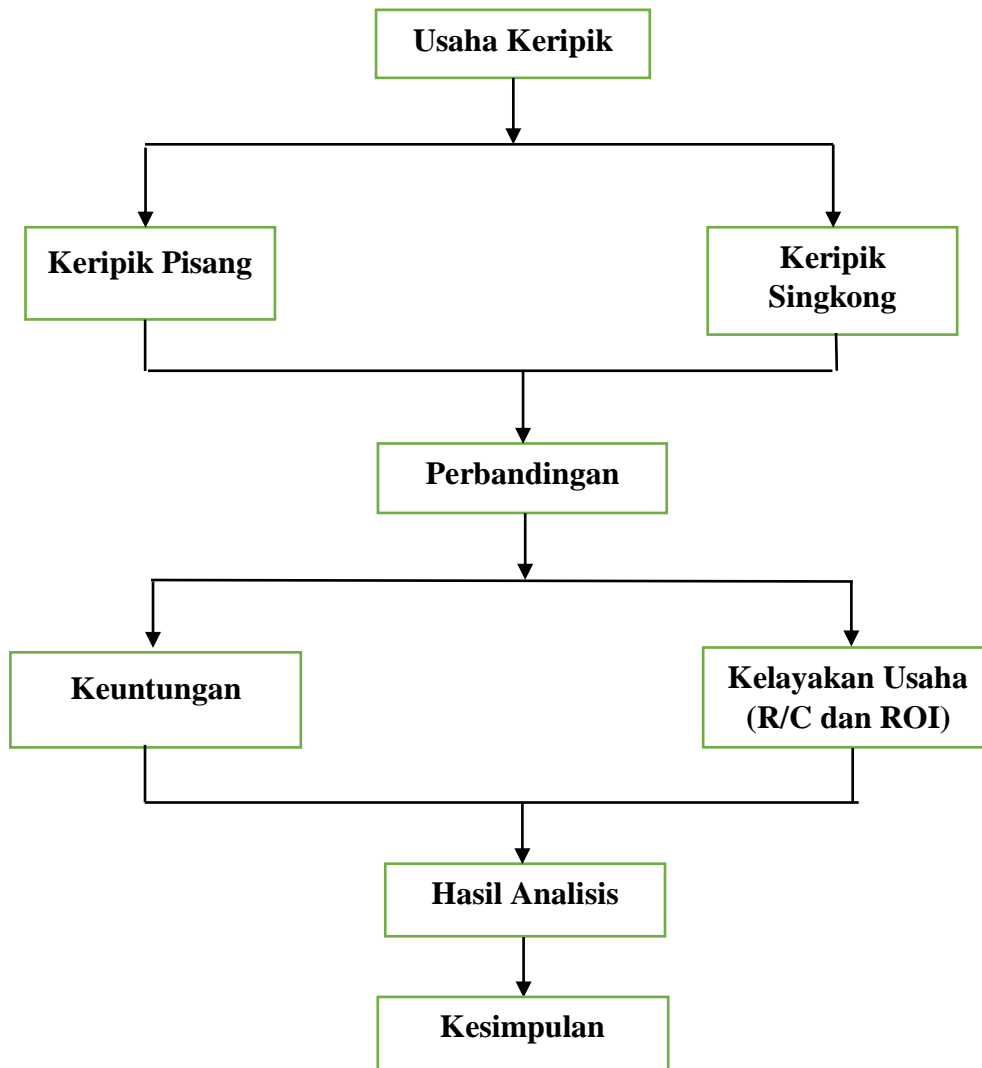 Usaha Keripik
Keripik Pisang
Keripik
Singkong
Perbandingan
Keuntungan
Kelayakan Usaha
(R/C dan ROI)
Hasil Analisis
Kesimpulan